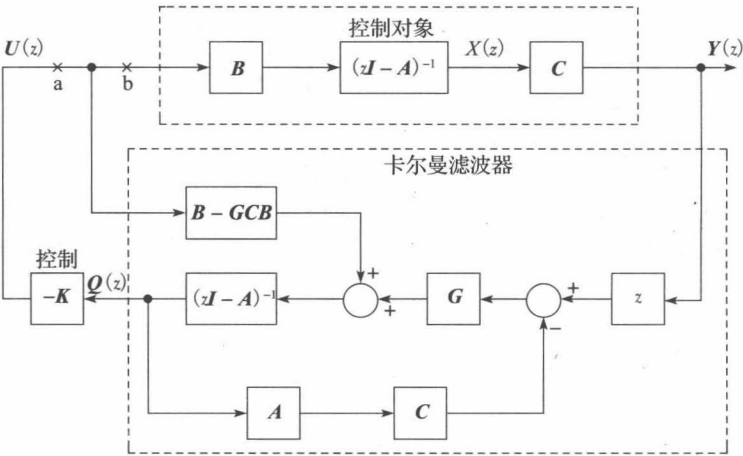 控制对象
U(z)
X(z)
Y(z)
a
b
B
(zI – A)⁻¹
C
卡尔曼滤波器
B – GCB
控制
–K
Q(z)
(zI – A)⁻¹
+
+
G
+
–
z
A
C